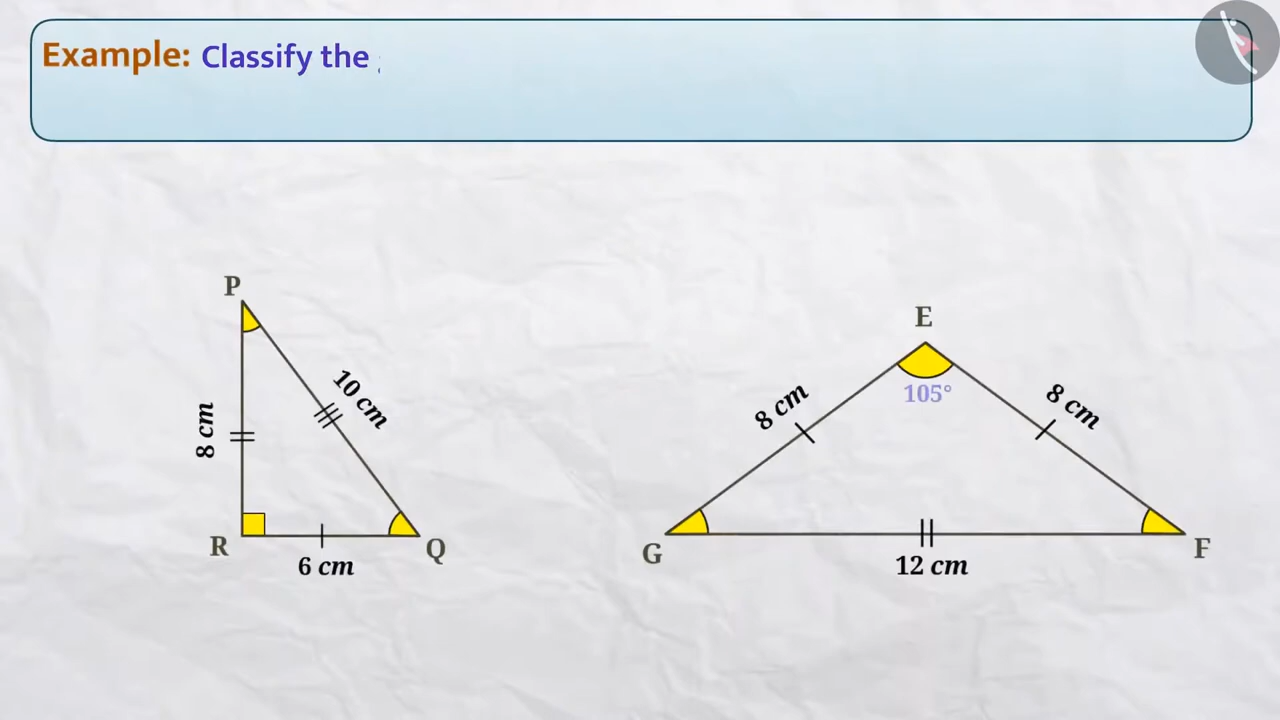 Example: Classify the
P
10 cm
8 cm
R
Q
6 cm
E
105°
8 cm
8 cm
G
F
12 cm